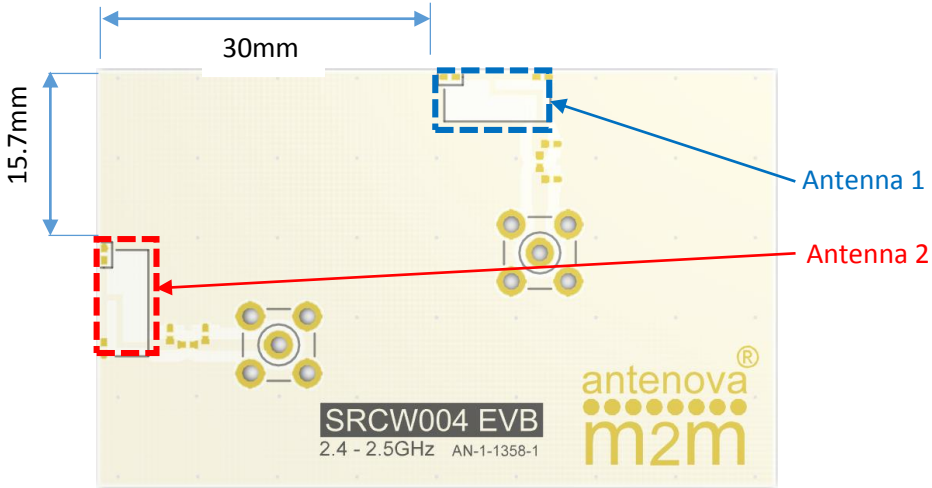 30mm
15.7mm
Antenna 1
Antenna 2
antenova®
m2m
SRCW004 EVB
2.4 - 2.5GHz AN-1-1358-1